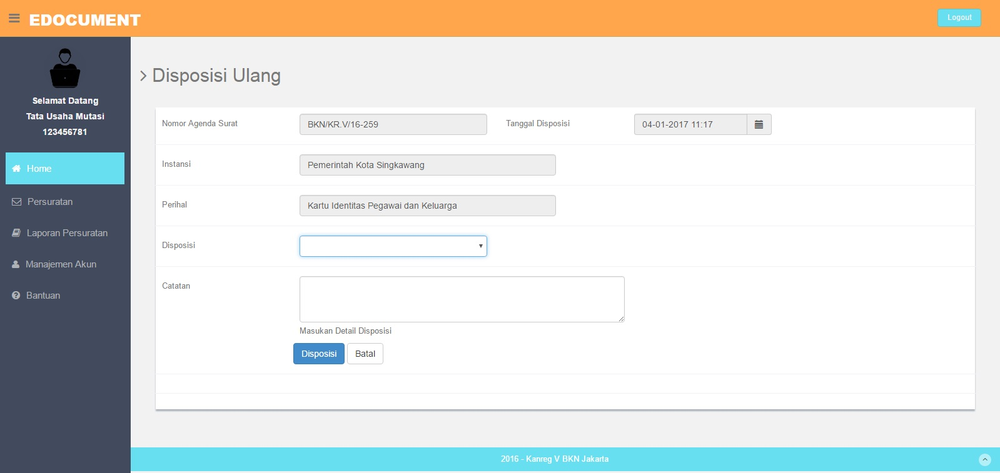 EDOCUMENT
Logout
Selamat Datang
Tata Usaha Mutasi
123456781
Home
Persuratan
Laporan Persuratan
Manajemen Akun
Bantuan
Disposisi Ulang
Nomor Agenda Surat BKN/KR.V/16-259 Tanggal Disposisi 04-01-2017 11:17
Instansi Pemerintah Kota Singkawang
Perihal Kartu Identitas Pegawai dan Keluarga
Disposisi
Catatan
Masukan Detail Disposisi
Disposisi Batal
2016 - Kanreg V BKN Jakarta